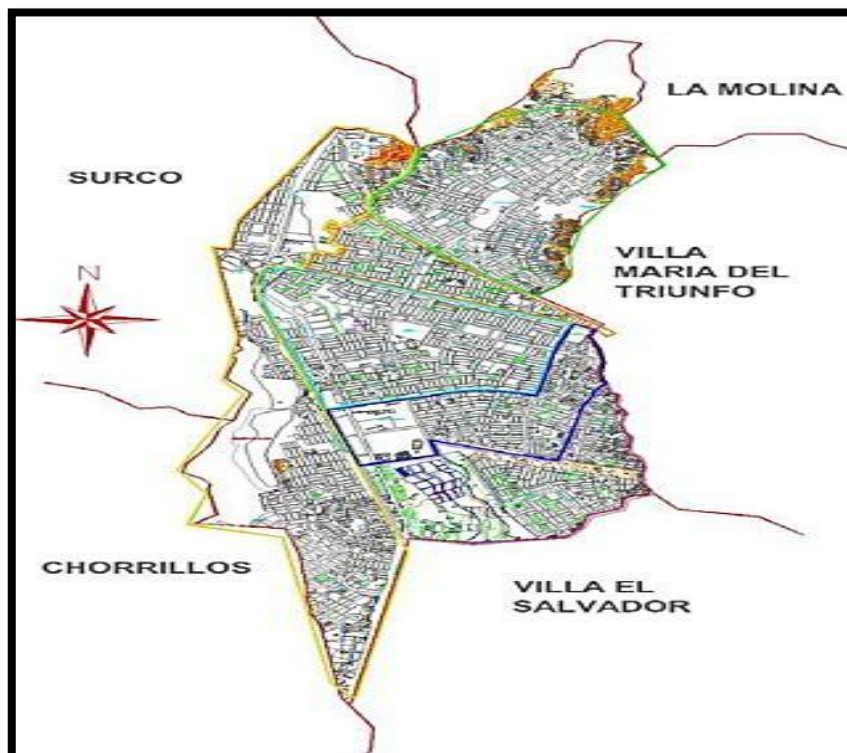 LA MOLINA
SURCO
VILLA
MARIA DEL
TRIUNFO
N
CHORRILLOS
VILLA EL
SALVADOR